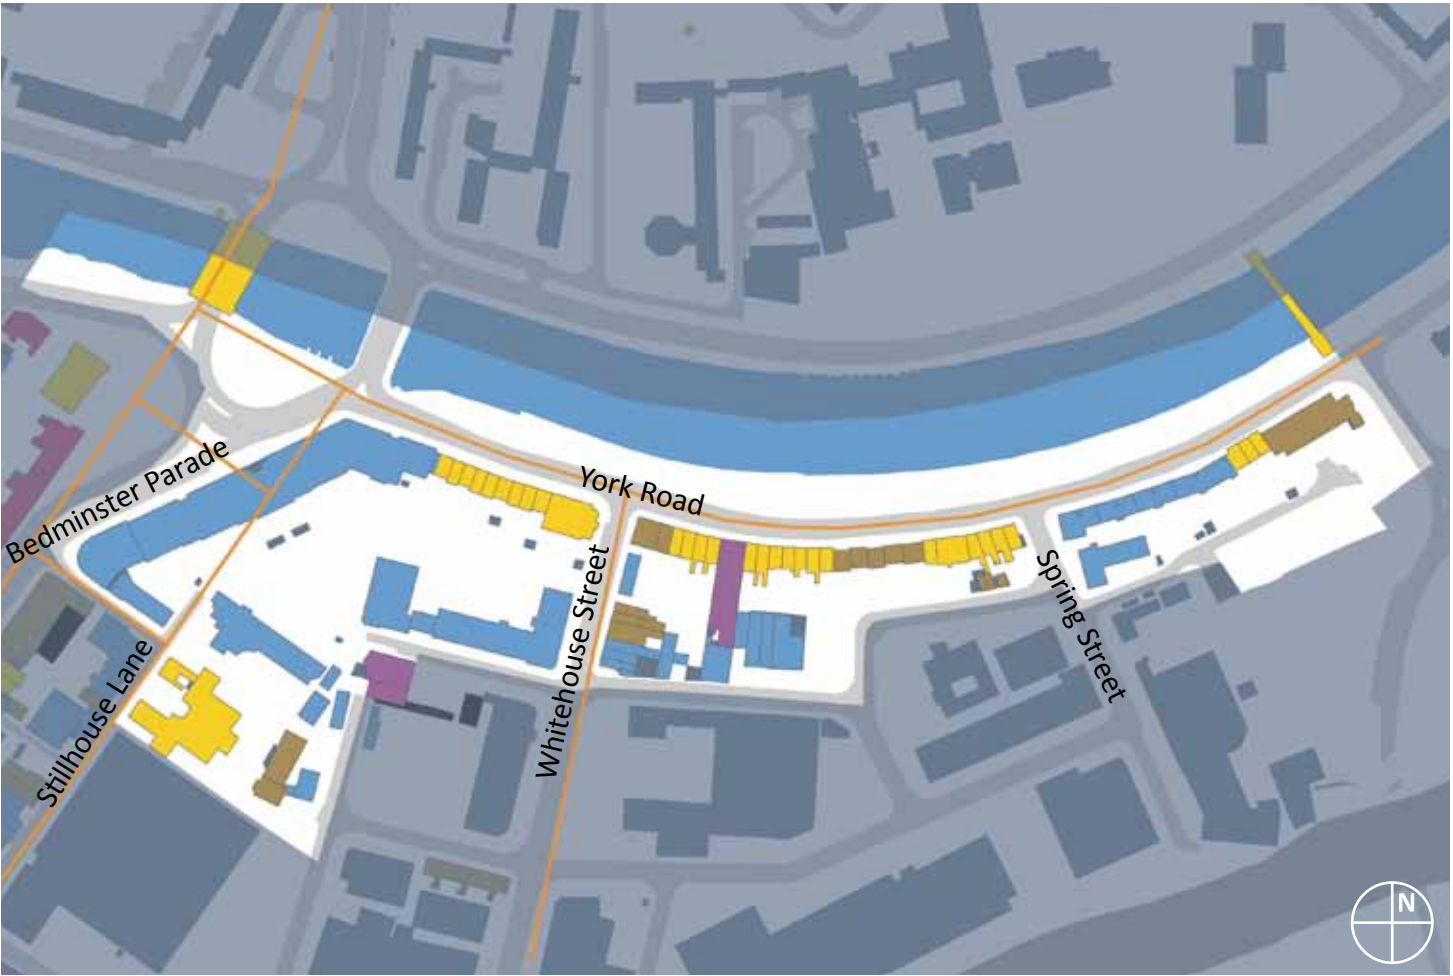 Bedminster Parade
York Road
Whitehouse Street
Spring Street
Stillhouse Lane
N